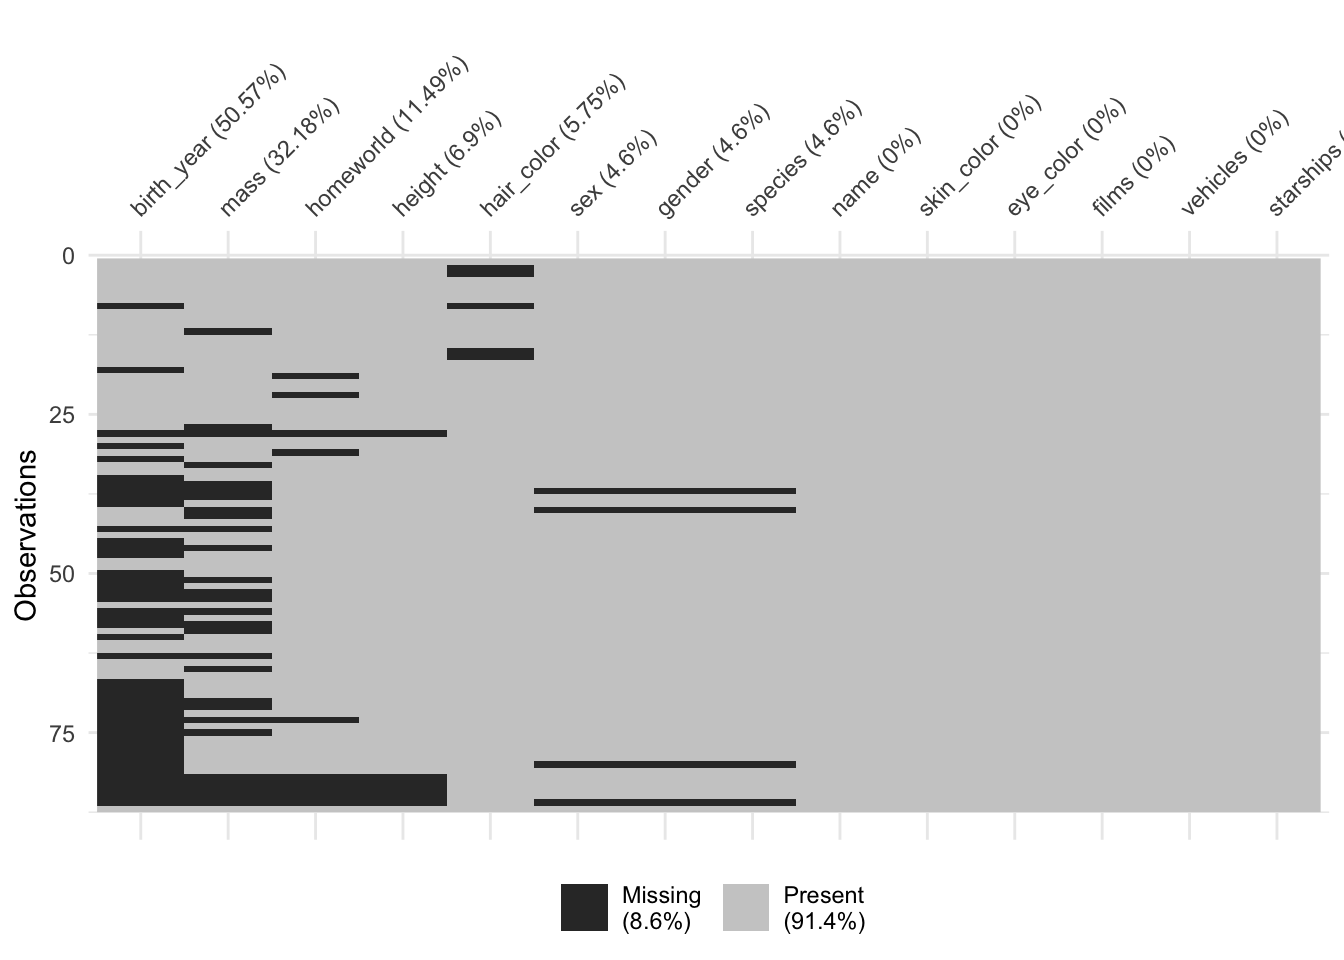 birth_year (50.57%)
mass (32.18%)
homeworld (11.49%)
height (6.9%)
hair_color (5.75%)
sex (4.6%)
gender (4.6%)
species (4.6%)
name (0%)
skin_color (0%)
eye_color (0%)
films (0%)
vehicles (0%)
starships (
0
25
50
75
Observations
Missing
(8.6%)
Present
(91.4%)